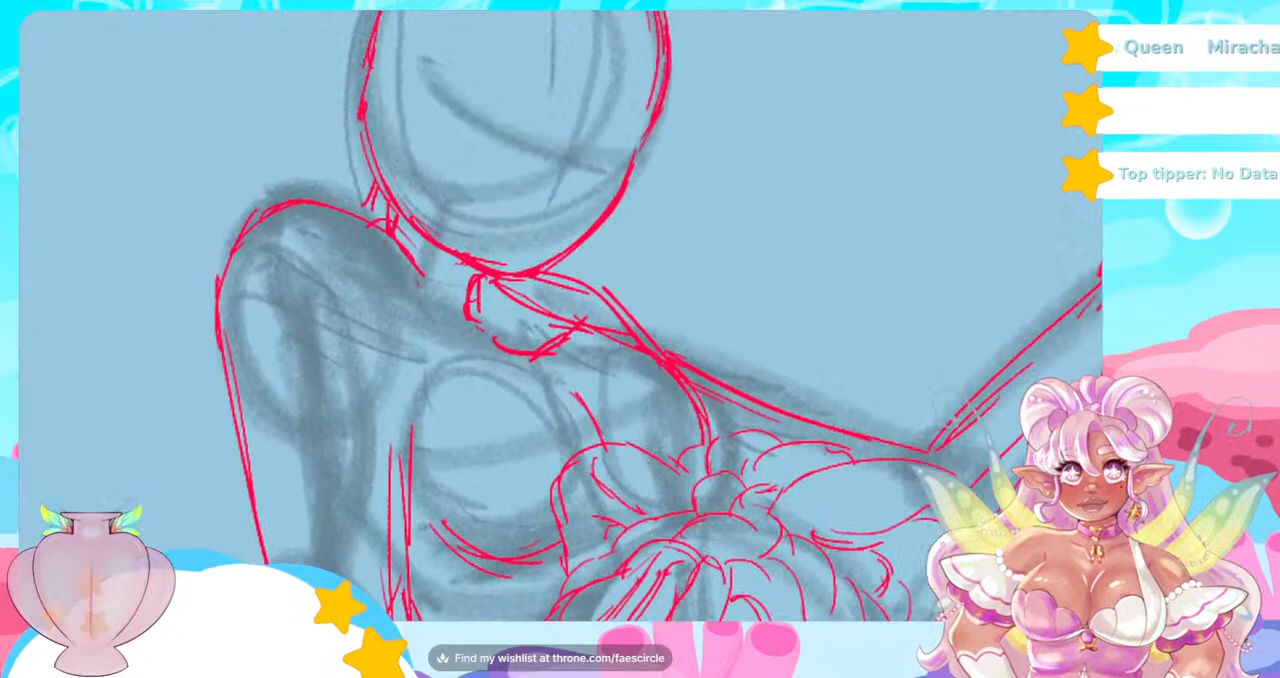 Queen Miracha
Top tipper: No Data
Find my wishlist at throne.com/faescircle